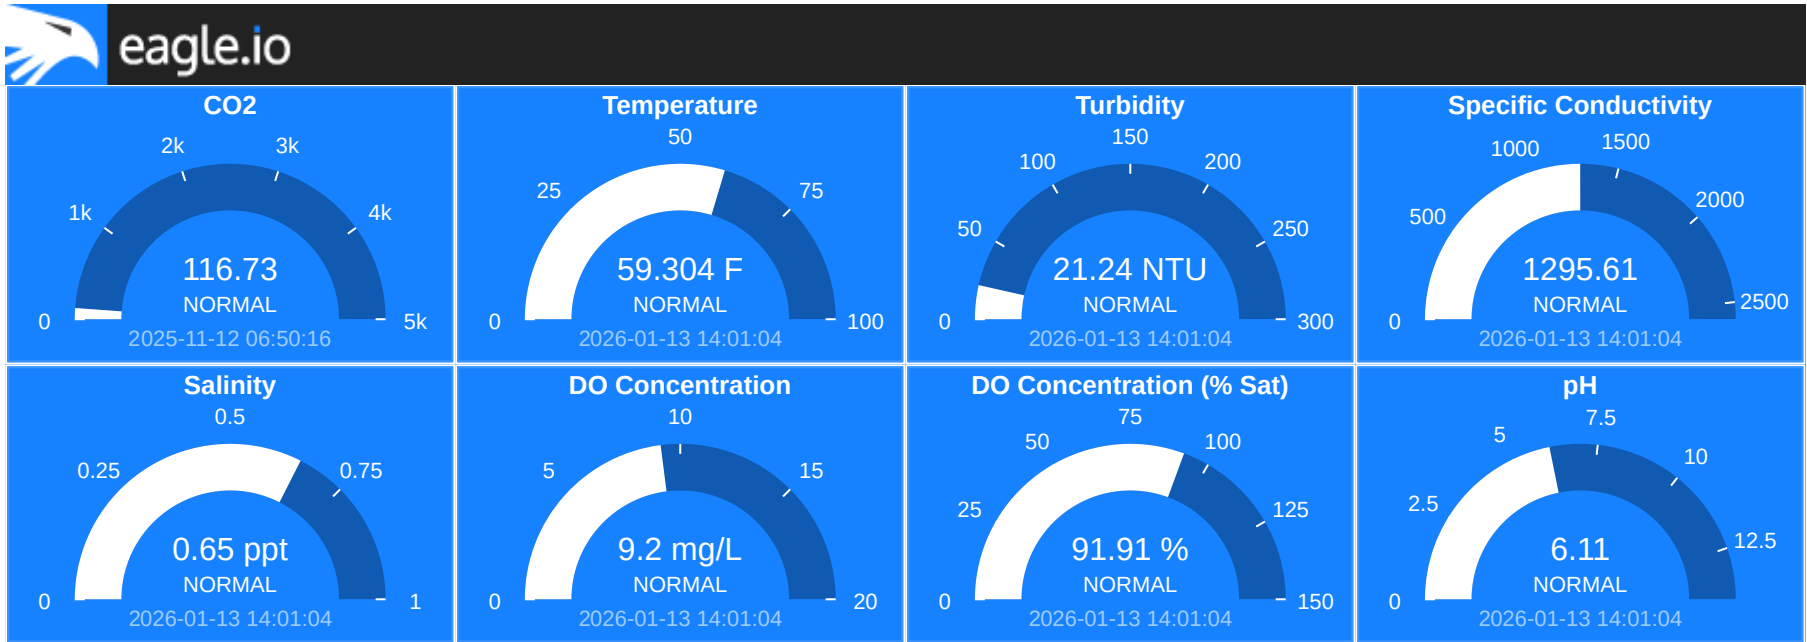 eagle.io
CO2
0
1k
2k
3k
4k
5k
116.73
NORMAL
2025-11-12 06:50:16
Temperature
0
25
50
75
100
59.304 F
NORMAL
2026-01-13 14:01:04
Turbidity
0
50
100
150
200
250
300
21.24 NTU
NORMAL
2026-01-13 14:01:04
Specific Conductivity
0
500
1000
1500
2000
2500
1295.61
NORMAL
2026-01-13 14:01:04
Salinity
0
0.25
0.5
0.75
1
0.65 ppt
NORMAL
2026-01-13 14:01:04
DO Concentration
0
5
10
15
20
9.2 mg/L
NORMAL
2026-01-13 14:01:04
DO Concentration (% Sat)
0
25
50
75
100
125
150
91.91 %
NORMAL
2026-01-13 14:01:04
pH
0
2.5
5
7.5
10
12.5
6.11
NORMAL
2026-01-13 14:01:04